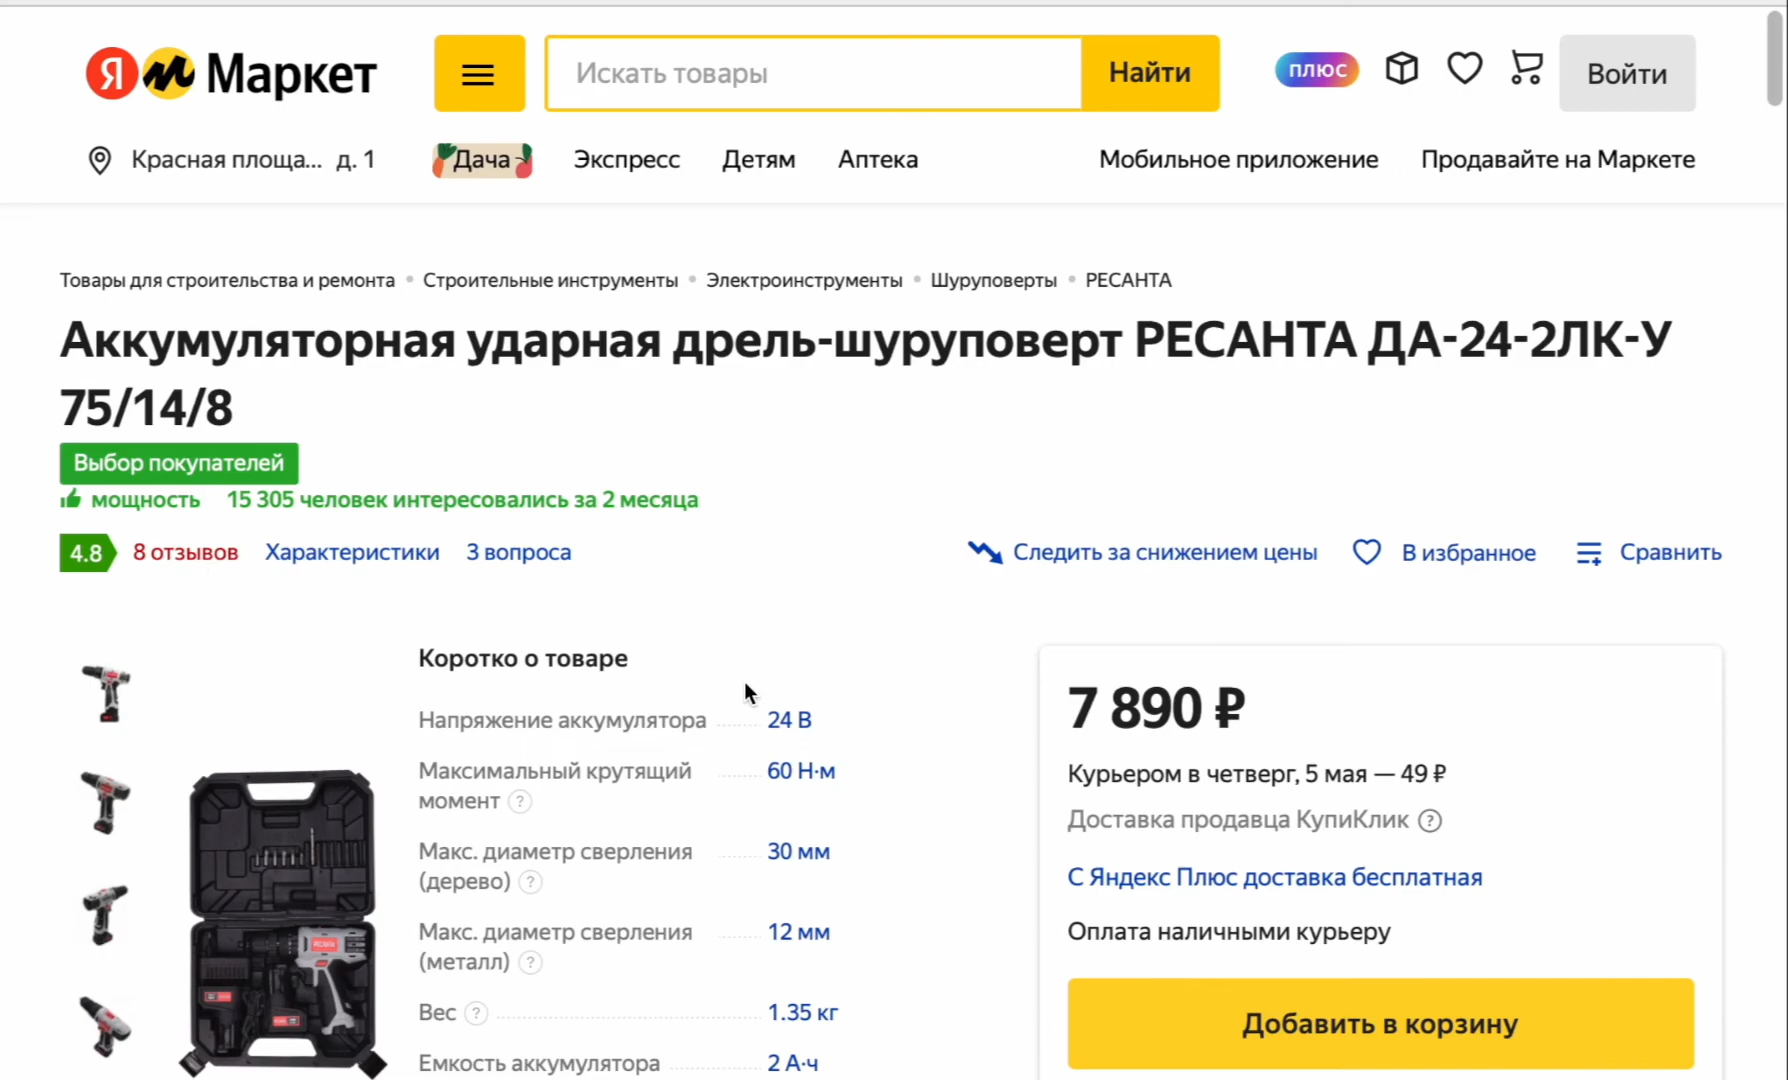 Я Маркет
Искать товары
Найти
плюс
Войти
Красная площа... д. 1
Дача
Экспресс
Детям
Аптека
Мобильное приложение
Продавайте на Маркете
Товары для строительства и ремонта • Строительные инструменты • Электроинструменты • Шуруповерты • РЕСАНТА
Аккумуляторная ударная дрель-шуруповерт РЕСАНТА ДА-24-2ЛК-У
75/14/8
Выбор покупателей
мощность 15 305 человек интересовались за 2 месяца
4.8 8 отзывов Характеристики 3 вопроса
Следить за снижением цены
В избранное
Сравнить
Коротко о товаре
Напряжение аккумулятора 24 В
Максимальный крутящий 60 Н·м
момент ?
Макс. диаметр сверления 30 мм
(дерево) ?
Макс. диаметр сверления 12 мм
(металл) ?
Вес ? 1.35 кг
Емкость аккумулятора 2 А·ч
7 890 ₽
Курьером в четверг, 5 мая — 49 ₽
Доставка продавца КупиКлик ?
С Яндекс Плюс доставка бесплатная
Оплата наличными курьеру
Добавить в корзину